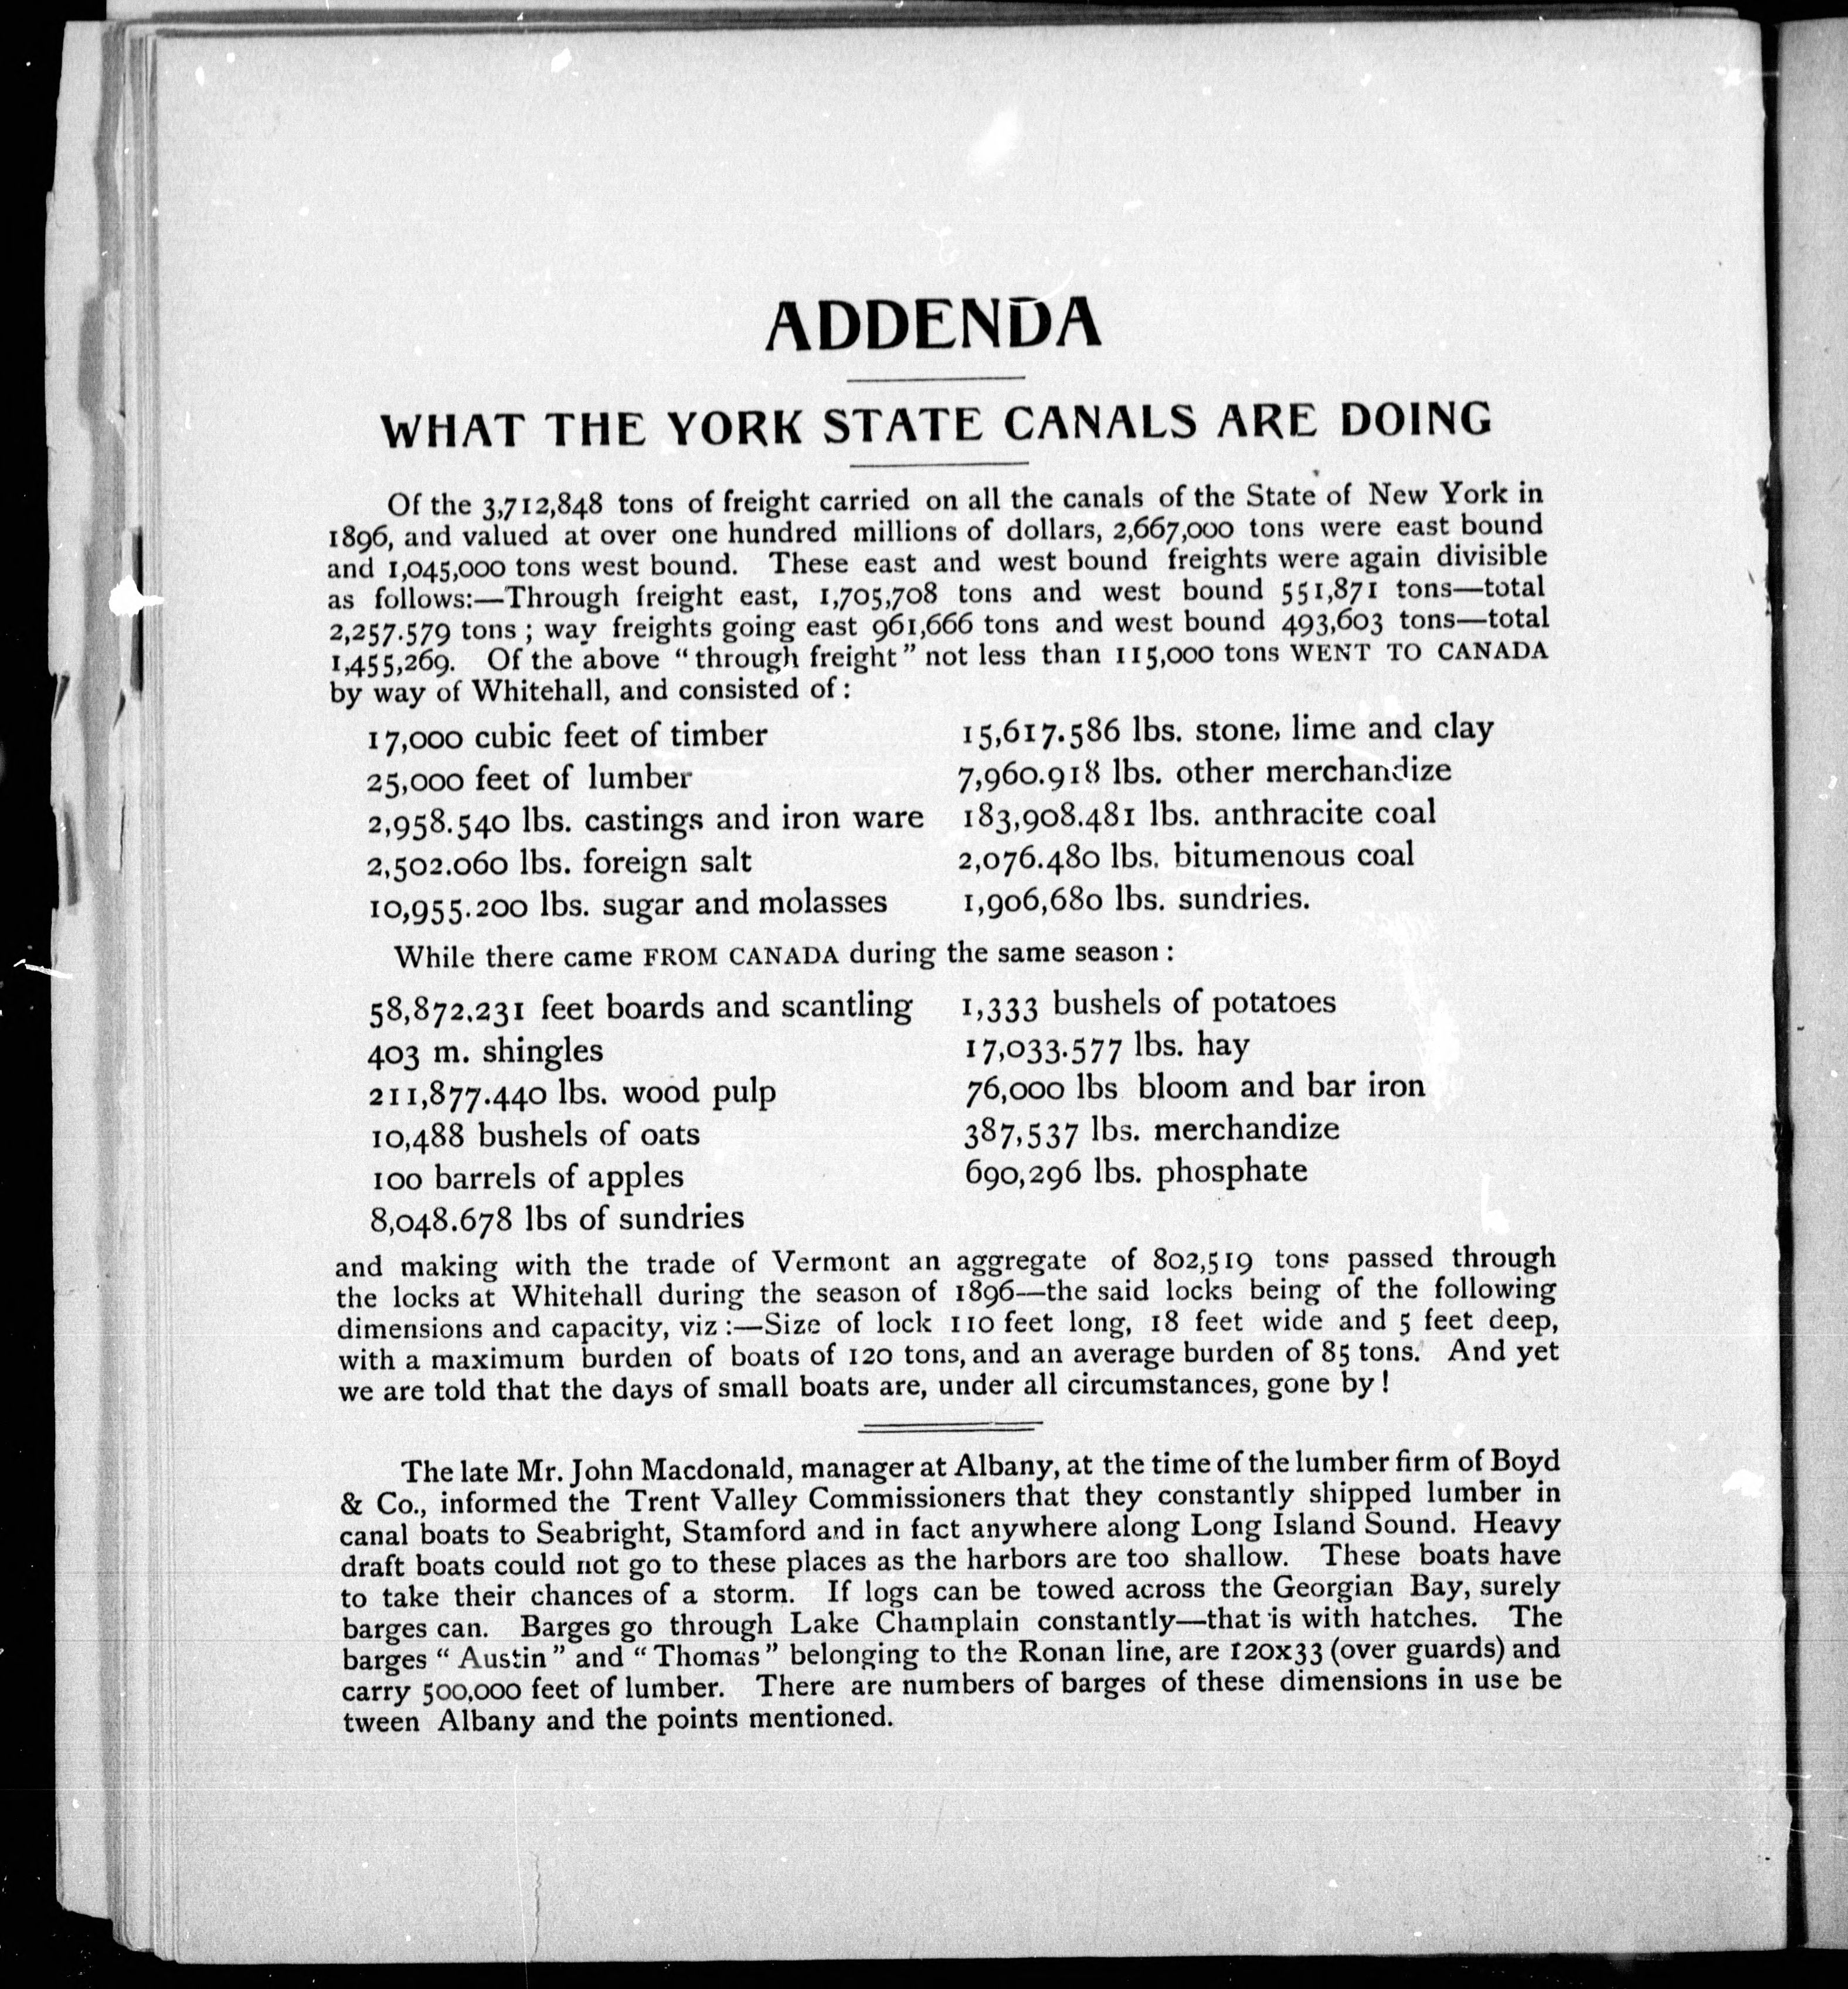 ADDENDA
WHAT THE YORK STATE CANALS ARE DOING
Of the 3,712,848 tons of freight carried on all the canals of the State of New York in
1896, and valued at over one hundred millions of dollars, 2,667,000 tons were east bound
and 1,045,000 tons west bound. These east and west bound freights were again divisible
as follows:—Through freight east, 1,705,708 tons and west bound 551,871 tons—total
2,257.579 tons ; way freights going east 961,666 tons and west bound 493,603 tons—total
1,455,269. Of the above “through freight” not less than 115,000 tons WENT TO CANADA
by way of Whitehall, and consisted of :
17,000 cubic feet of timber
25,000 feet of lumber
2,958.540 lbs. castings and iron ware
2,502.060 lbs. foreign salt
10,955.200 lbs. sugar and molasses
15,617.586 lbs. stone, lime and clay
7,960.918 lbs. other merchandize
183,908.481 lbs. anthracite coal
2,076.480 lbs. bitumenous coal
1,906,680 lbs. sundries.
While there came FROM CANADA during the same season :
58,872.231 feet boards and scantling
403 m. shingles
211,877.440 lbs. wood pulp
10,488 bushels of oats
100 barrels of apples
8,048.678 lbs of sundries
1,333 bushels of potatoes
17,033.577 lbs. hay
76,000 lbs bloom and bar iron
387,537 lbs. merchandize
690,296 lbs. phosphate
and making with the trade of Vermont an aggregate of 802,519 tons passed through
the locks at Whitehall during the season of 1896—the said locks being of the following
dimensions and capacity, viz :—Size of lock 110 feet long, 18 feet wide and 5 feet deep,
with a maximum burden of boats of 120 tons, and an average burden of 85 tons. And yet
we are told that the days of small boats are, under all circumstances, gone by !
The late Mr. John Macdonald, manager at Albany, at the time of the lumber firm of Boyd
& Co., informed the Trent Valley Commissioners that they constantly shipped lumber in
canal boats to Seabright, Stamford and in fact anywhere along Long Island Sound. Heavy
draft boats could not go to these places as the harbors are too shallow. These boats have
to take their chances of a storm. If logs can be towed across the Georgian Bay, surely
barges can. Barges go through Lake Champlain constantly—that is with hatches. The
barges “ Austin ” and “ Thomas ” belonging to the Ronan line, are 120x33 (over guards) and
carry 500,000 feet of lumber. There are numbers of barges of these dimensions in use be
tween Albany and the points mentioned.